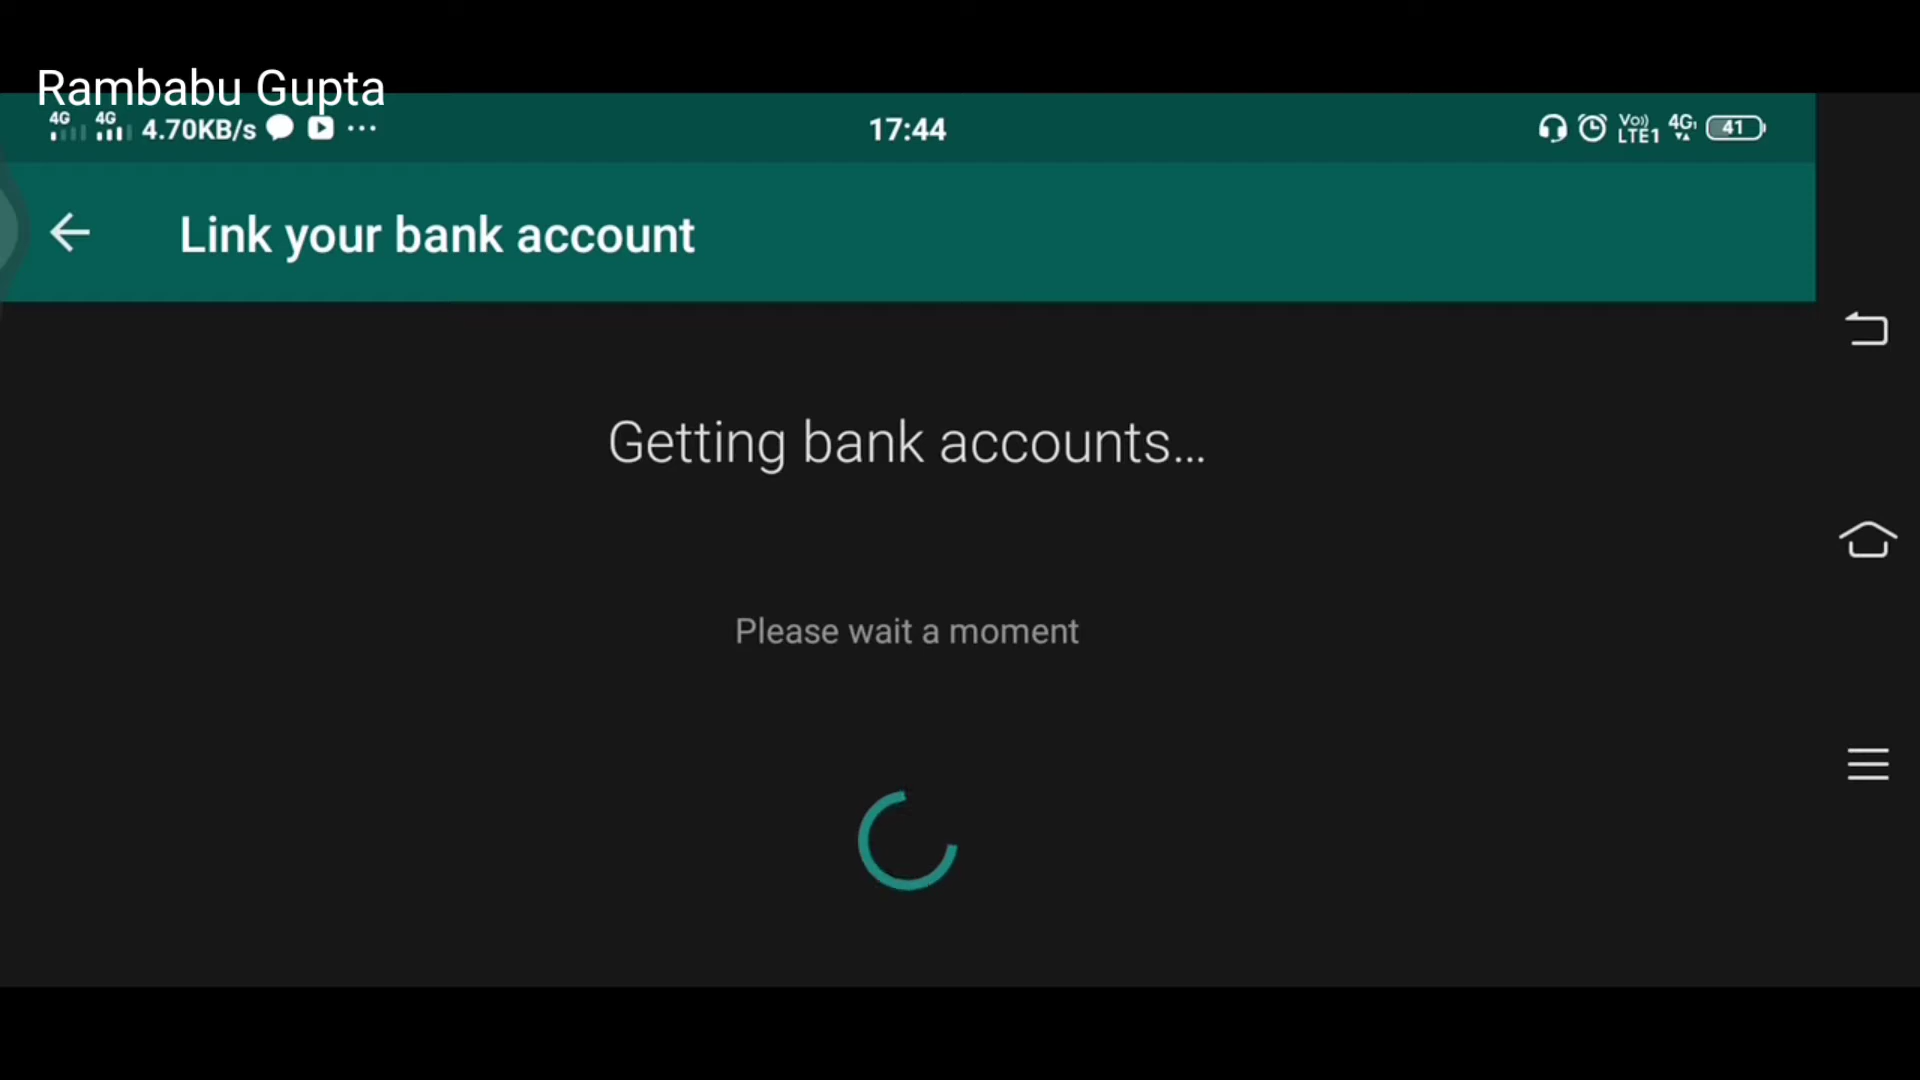 Rambabu Gupta
4G 4G 4.70KB/s ... 17:44 Vo)) LTE1 4G1 41
Link your bank account
Getting bank accounts...
Please wait a moment